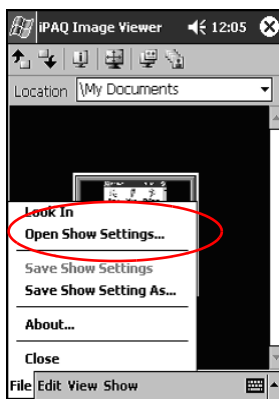 iPAQ Image Viewer 12:05
Location \My Documents
Look In
Open Show Settings...
Save Show Settings
Save Show Setting As...
About...
Close
File Edit View Show